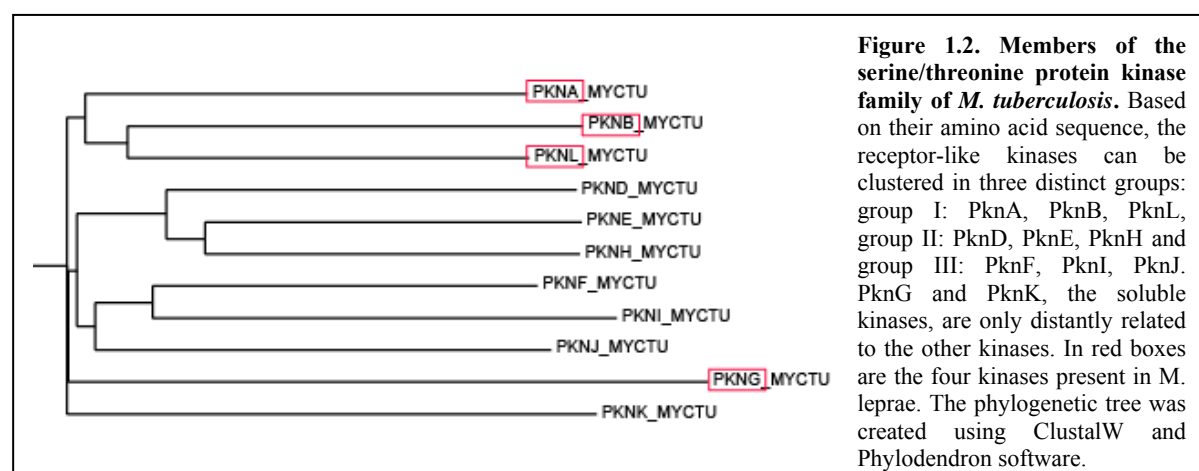 PKNA_MYCTU
PKNB_MYCTU
PKNL_MYCTU
PKND_MYCTU
PKNE_MYCTU
PKNH_MYCTU
PKNF_MYCTU
PKNI_MYCTU
PKNJ_MYCTU
PKNG_MYCTU
PKNK_MYCTU
Figure 1.2. Members of the
serine/threonine protein kinase
family of M. tuberculosis. Based
on their amino acid sequence, the
receptor-like kinases can be
clustered in three distinct groups:
group I: PknA, PknB, PknL,
group II: PknD, PknE, PknH and
group III: PknF, PknI, PknJ.
PknG and PknK, the soluble
kinases, are only distantly related
to the other kinases. In red boxes
are the four kinases present in M.
leprae. The phylogenetic tree was
created using ClustalW and
Phylodendron software.